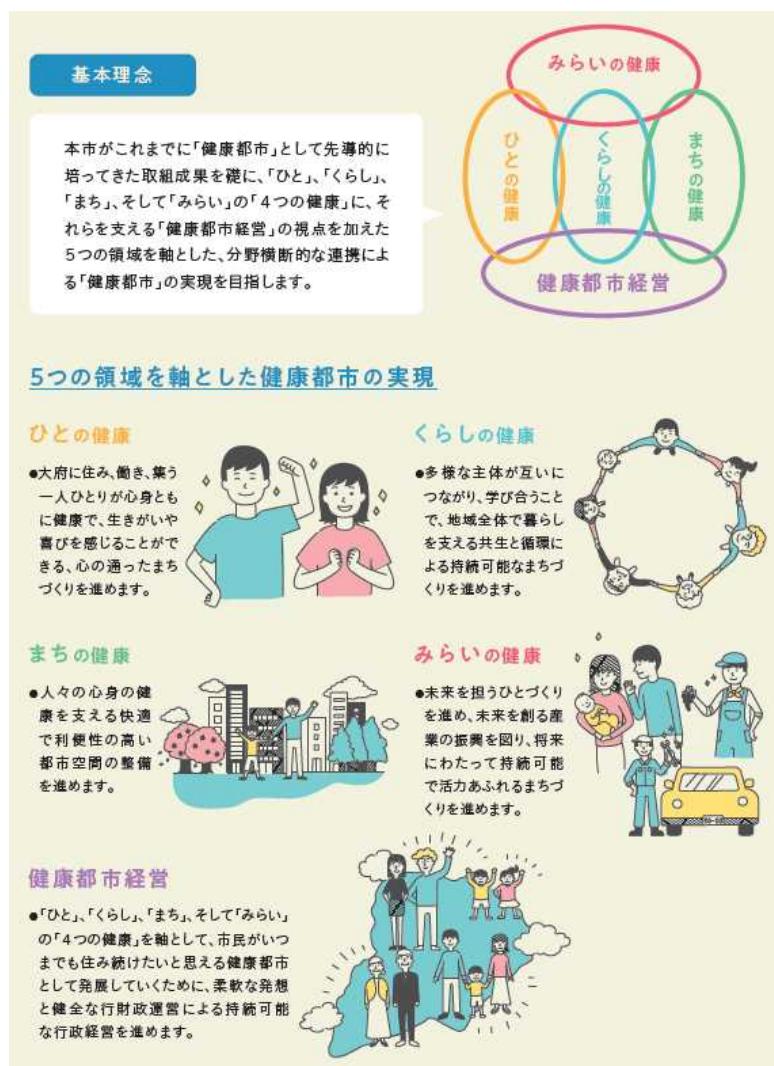 基本理念
本市がこれまでに「健康都市」として先導的に
培ってきた取組成果を礎に、「ひと」、「くらし」、
「まち」、そして「みらい」の「4つの健康」に、そ
れらを支える「健康都市経営」の視点を加えた
5つの領域を軸とした、分野横断的な連携によ
る「健康都市」の実現を目指します。
みらいの健康
ひとの健康
くらしの健康
まちの健康
健康都市経営
5つの領域を軸とした健康都市の実現
ひとの健康
●大府に住み、働き、集う
一人ひとりが心身とも
に健康で、生きがいや
喜びを感じることがで
きる、心の通ったまち
づくりを進めます。
くらしの健康
●多様な主体が互いに
つながり、学び合うこと
で、地域全体で暮らし
を支える共生と循環に
よる持続可能なまちづ
くりを進めます。
まちの健康
●人々の心身の健
康を支える快適
で利便性の高い
都市空間の整備
を進めます。
みらいの健康
●未来を担うひとづくり
を進め、未来を創る産
業の振興を図り、将来
にわたって持続可能
で活力あふれるまちづ
くりを進めます。
健康都市経営
●「ひと」、「くらし」、「まち」、そして「みらい」
の「4つの健康」を軸として、市民がいつ
までも住み続けたいと思える健康都市
として発展していくために、柔軟な発想
と健全な行財政運営による持続可能
な行政経営を進めます。